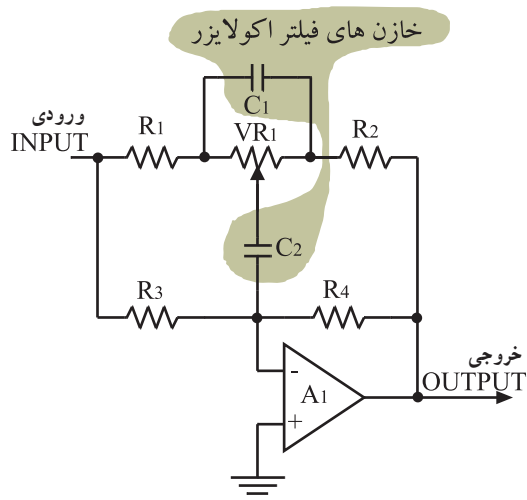 خازن های فیلتر اکولایزر
C1
ورودی
INPUT
R1
VR1
R2
C2
R3
R4
خروجی
OUTPUT
-
A1
+